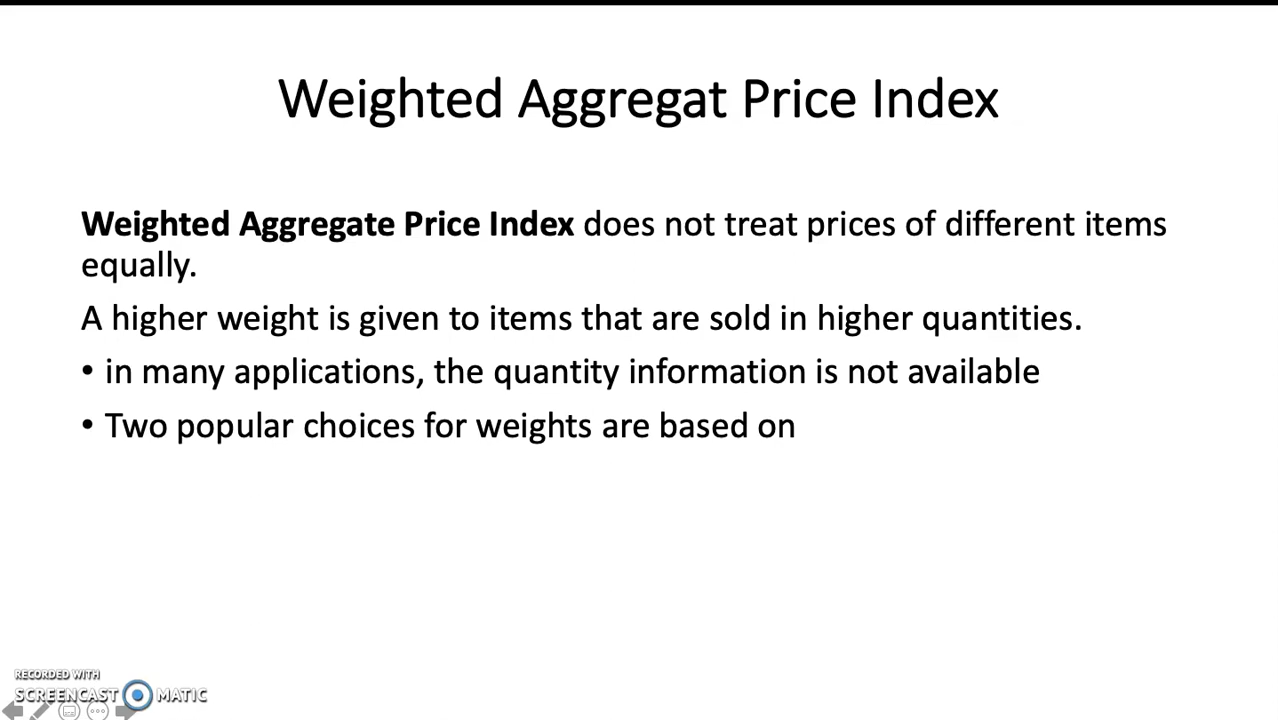 Weighted Aggregat Price Index
Weighted Aggregate Price Index does not treat prices of different items
equally.
A higher weight is given to items that are sold in higher quantities.
• in many applications, the quantity information is not available
• Two popular choices for weights are based on
RECORDED WITH
SCREENCAST MATIC